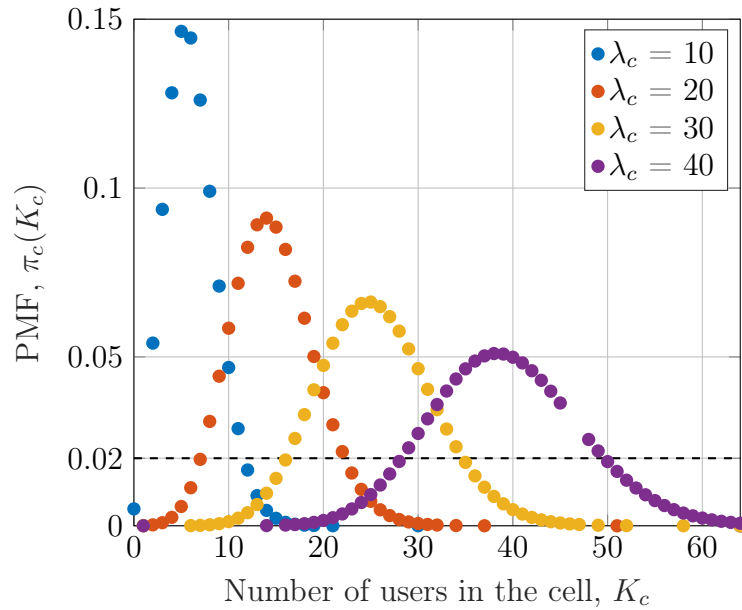 0.15
0.1
0.05
0.02
0
0
10
20
30
40
50
60
PMF, π_c(K_c)
Number of users in the cell, K_c
λ_c = 10
λ_c = 20
λ_c = 30
λ_c = 40